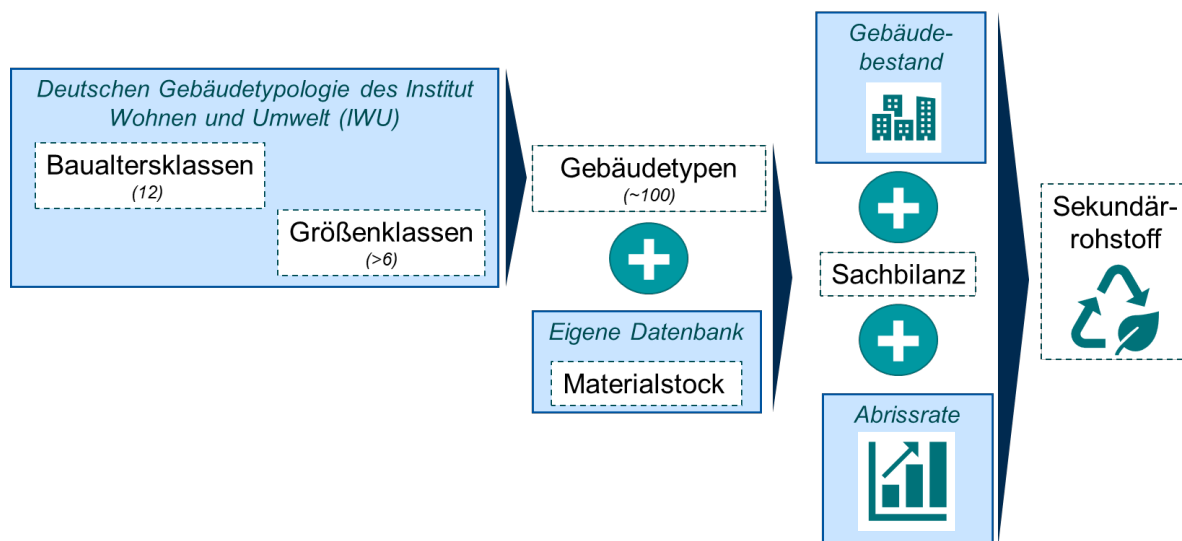 Deutschen Gebäudetypologie des Institut
Wohnen und Umwelt (IWU)
Baualtersklassen
(12)
Größenklassen
(>6)
Gebäudetypen
(~100)
Eigene Datenbank
Materialstock
Gebäude-
bestand
Sachbilanz
Abrissrate
Sekundär-
rohstoff